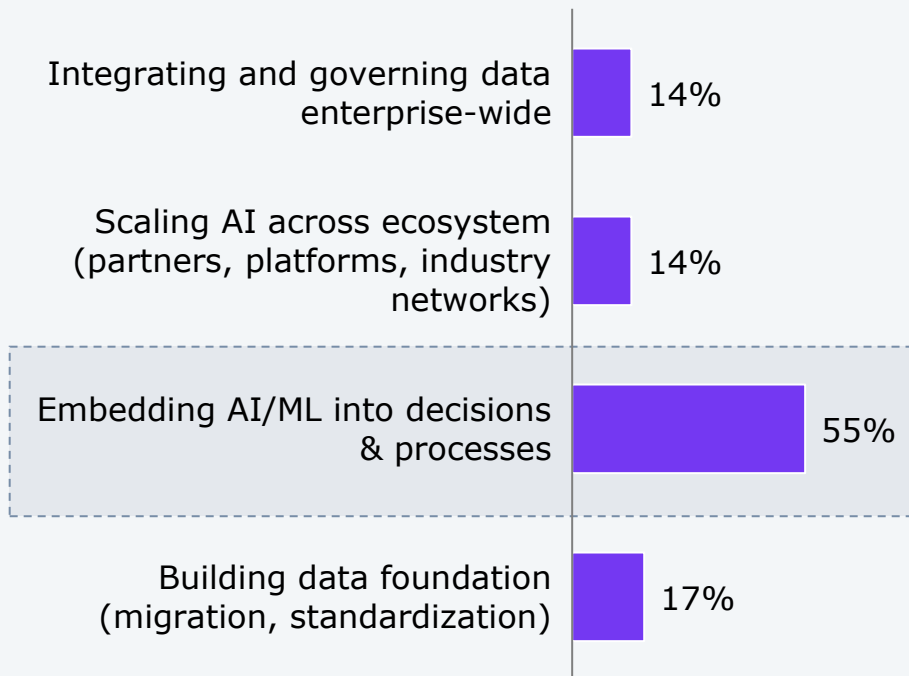 Integrating and governing data
enterprise-wide
14%
Scaling AI across ecosystem
(partners, platforms, industry
networks)
14%
Embedding AI/ML into decisions
& processes
55%
Building data foundation
(migration, standardization)
17%